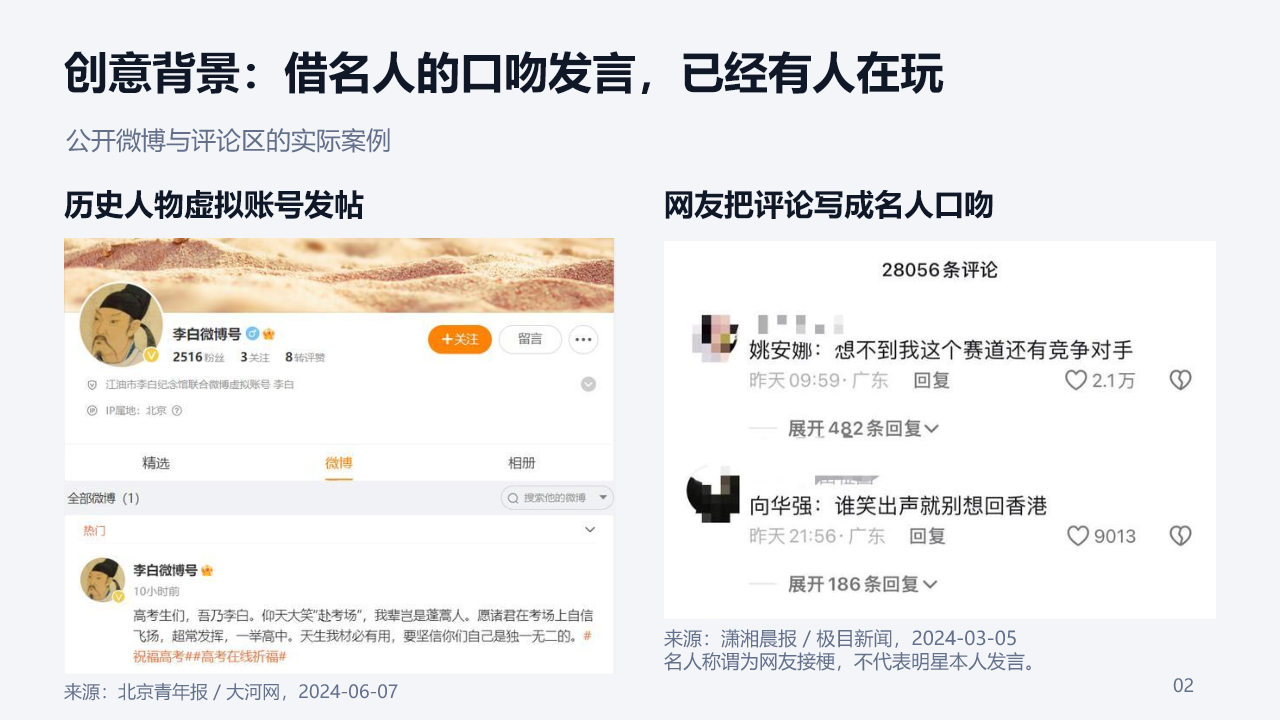 创意背景：借名人的口吻发言，已经有人在玩
公开微博与评论区的实际案例
历史人物虚拟账号发帖
李白微博号
+关注
留言
2516粉丝 3关注 8转评赞
江油市李白纪念馆联合微博虚拟账号 李白
IP属地：北京
精选
微博
相册
全部微博（1）
搜索他的微博
热门
李白微博号
10小时前
高考生们，吾乃李白。仰天大笑“赴考场”，我辈岂是蓬蒿人。愿诸君在考场上自信
飞扬，超常发挥，一举高中。天生我材必有用，要坚信你们自己是独一无二的。#
祝福高考##高考在线祈福#
来源：北京青年报 / 大河网，2024-06-07
网友把评论写成名人口吻
28056条评论
姚安娜：想不到我这个赛道还有竞争对手
昨天 09:59·广东 回复 2.1万
展开482条回复
向华强：谁笑出声就别想回香港
昨天 21:56·广东 回复 9013
展开186条回复
来源：潇湘晨报 / 极目新闻，2024-03-05
名人称谓为网友接梗，不代表明星本人发言。
02